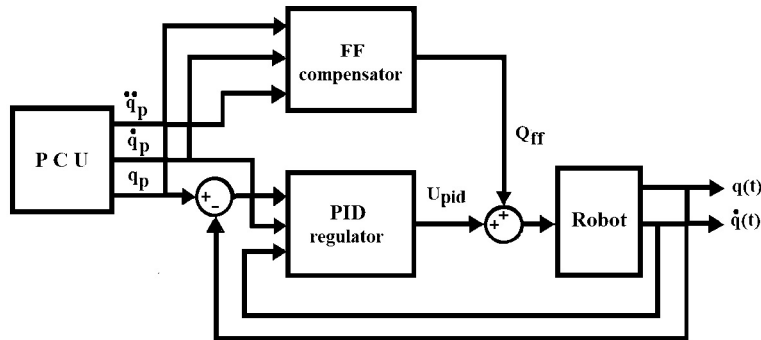 FF
compensator
q̈p
q̇p
qp
P C U
+
-
PID
regulator
Upid
Qff
+
+
Robot
q(t)
q̇(t)